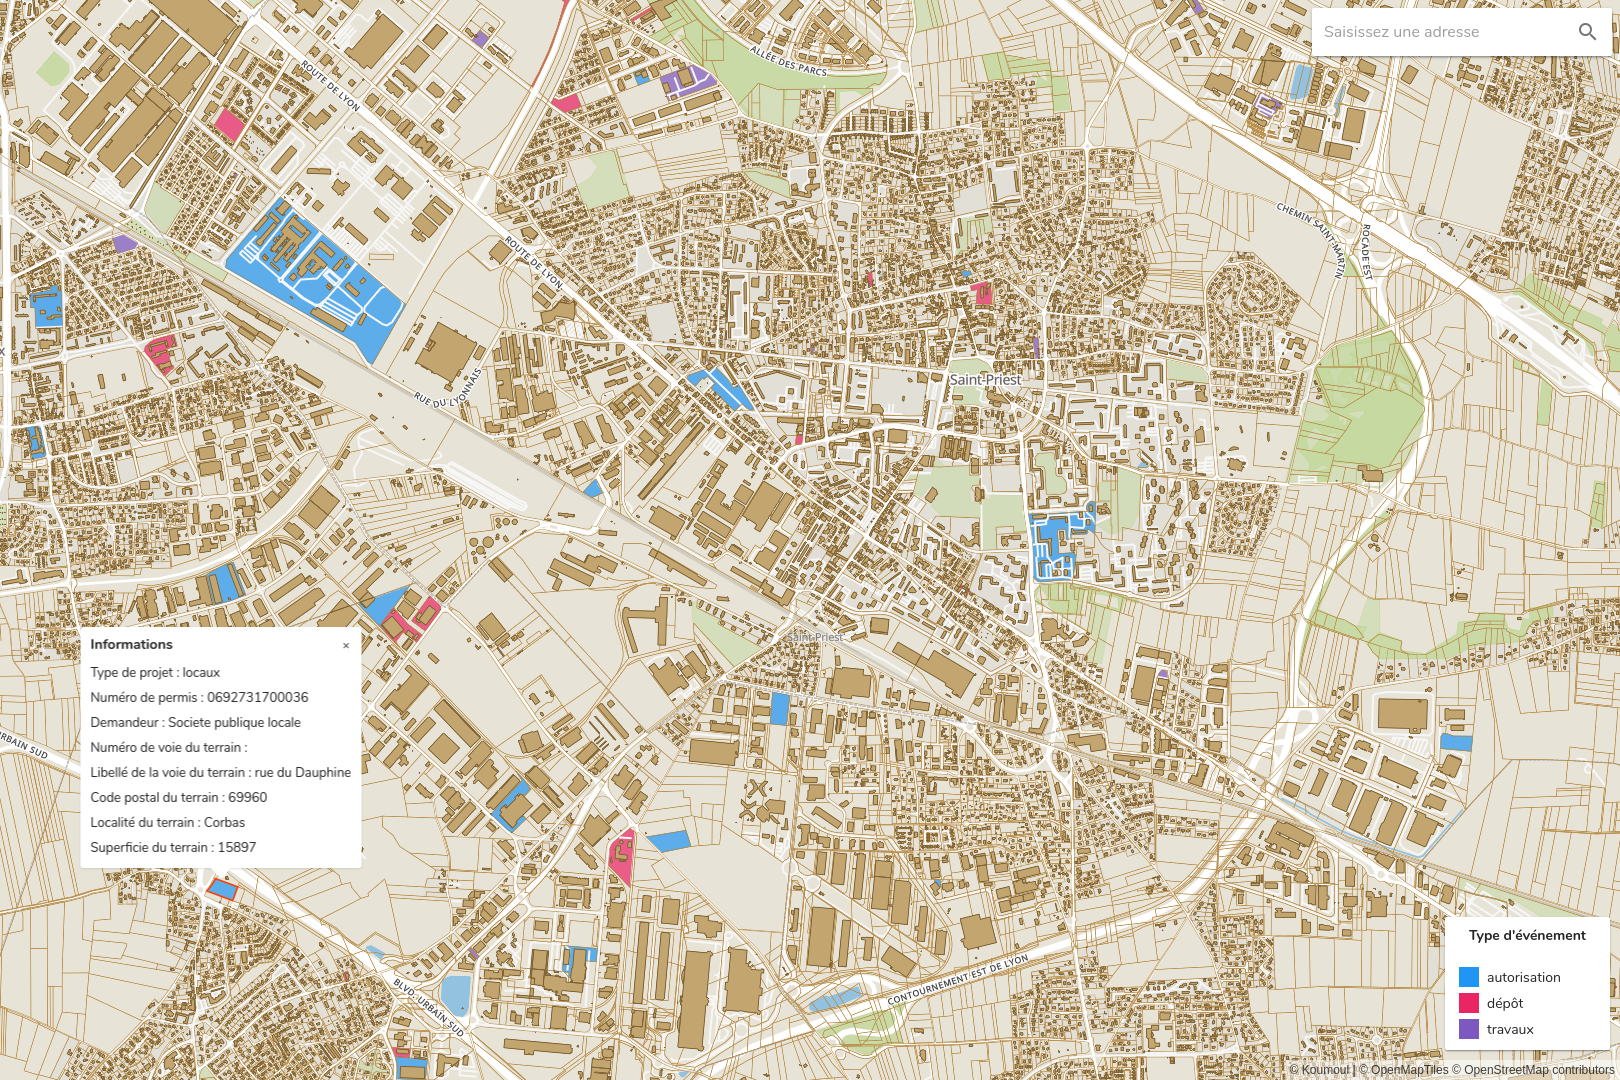 Saisissez une adresse
ALLÉE DES PARCS
ROUTE DE LYON
CHEMIN SAINT-MARTIN
ROCADE EST
ROUTE DE LYON
X
Saint-Priest
RUE DU LYONNAIS
Saint-Priest
Informations ×
Type de projet : locaux
Numéro de permis : 0692731700036
Demandeur : Societe publique locale
Numéro de voie du terrain :
Libellé de la voie du terrain : rue du Dauphine
Code postal du terrain : 69960
Localité du terrain : Corbas
Superficie du terrain : 15897
RBAIN SUD
BLVD. URBAIN SUD
CONTOURNEMENT EST DE LYON
Type d'événement
autorisation
dépôt
travaux
© Koumoul | © OpenMapTiles © OpenStreetMap contributors